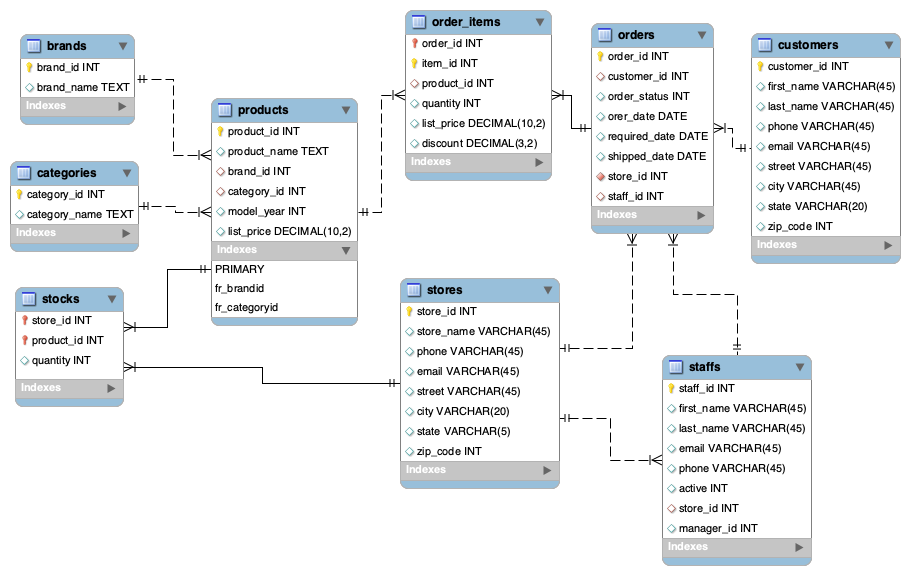 brands
brand_id INT
brand_name TEXT
Indexes
categories
category_id INT
category_name TEXT
Indexes
stocks
store_id INT
product_id INT
quantity INT
Indexes
products
product_id INT
product_name TEXT
brand_id INT
category_id INT
model_year INT
list_price DECIMAL(10,2)
Indexes
PRIMARY
fr_brandid
fr_categoryid
order_items
order_id INT
item_id INT
product_id INT
quantity INT
list_price DECIMAL(10,2)
discount DECIMAL(3,2)
Indexes
stores
store_id INT
store_name VARCHAR(45)
phone VARCHAR(45)
email VARCHAR(45)
street VARCHAR(45)
city VARCHAR(20)
state VARCHAR(5)
zip_code INT
Indexes
orders
order_id INT
customer_id INT
order_status INT
orer_date DATE
required_date DATE
shipped_date DATE
store_id INT
staff_id INT
Indexes
customers
customer_id INT
first_name VARCHAR(45)
last_name VARCHAR(45)
phone VARCHAR(45)
email VARCHAR(45)
street VARCHAR(45)
city VARCHAR(45)
state VARCHAR(20)
zip_code INT
Indexes
staffs
staff_id INT
first_name VARCHAR(45)
last_name VARCHAR(45)
email VARCHAR(45)
phone VARCHAR(45)
active INT
store_id INT
manager_id INT
Indexes